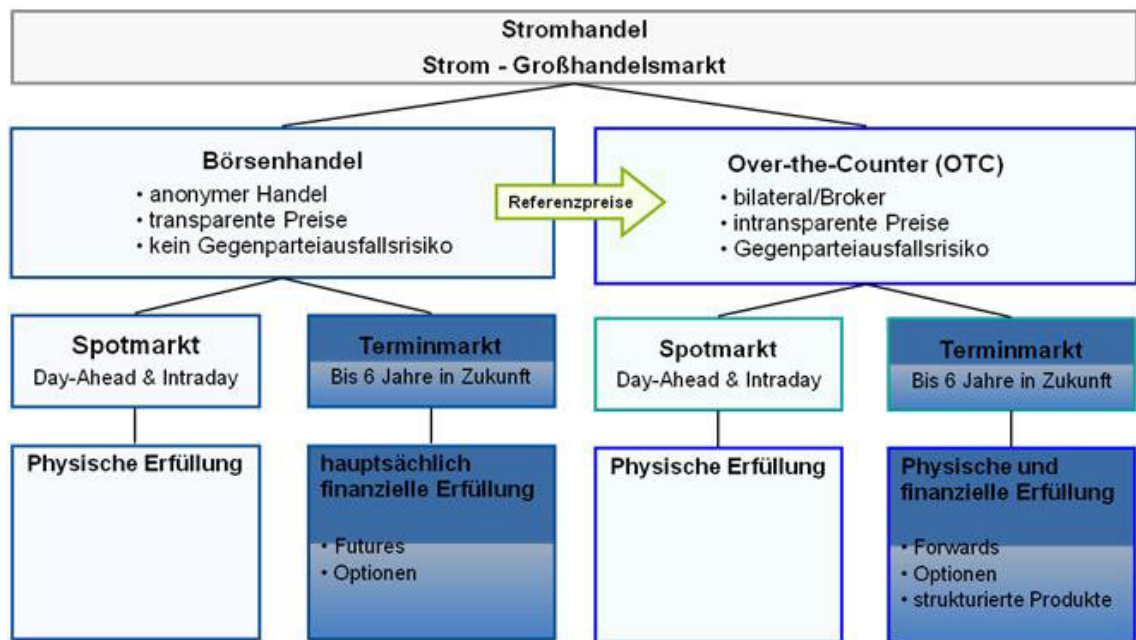 Stromhandel
Strom - Großhandelsmarkt
Börsenhandel
• anonymer Handel
• transparente Preise
• kein Gegenparteiausfallsrisiko
Referenzpreise
Over-the-Counter (OTC)
• bilateral/Broker
• intransparente Preise
• Gegenparteiausfallsrisiko
Spotmarkt
Day-Ahead & Intraday
Terminmarkt
Bis 6 Jahre in Zukunft
Spotmarkt
Day-Ahead & Intraday
Terminmarkt
Bis 6 Jahre in Zukunft
Physische Erfüllung
hauptsächlich
finanzielle Erfüllung
• Futures
• Optionen
Physische Erfüllung
Physische und
finanzielle Erfüllung
• Forwards
• Optionen
• strukturierte Produkte